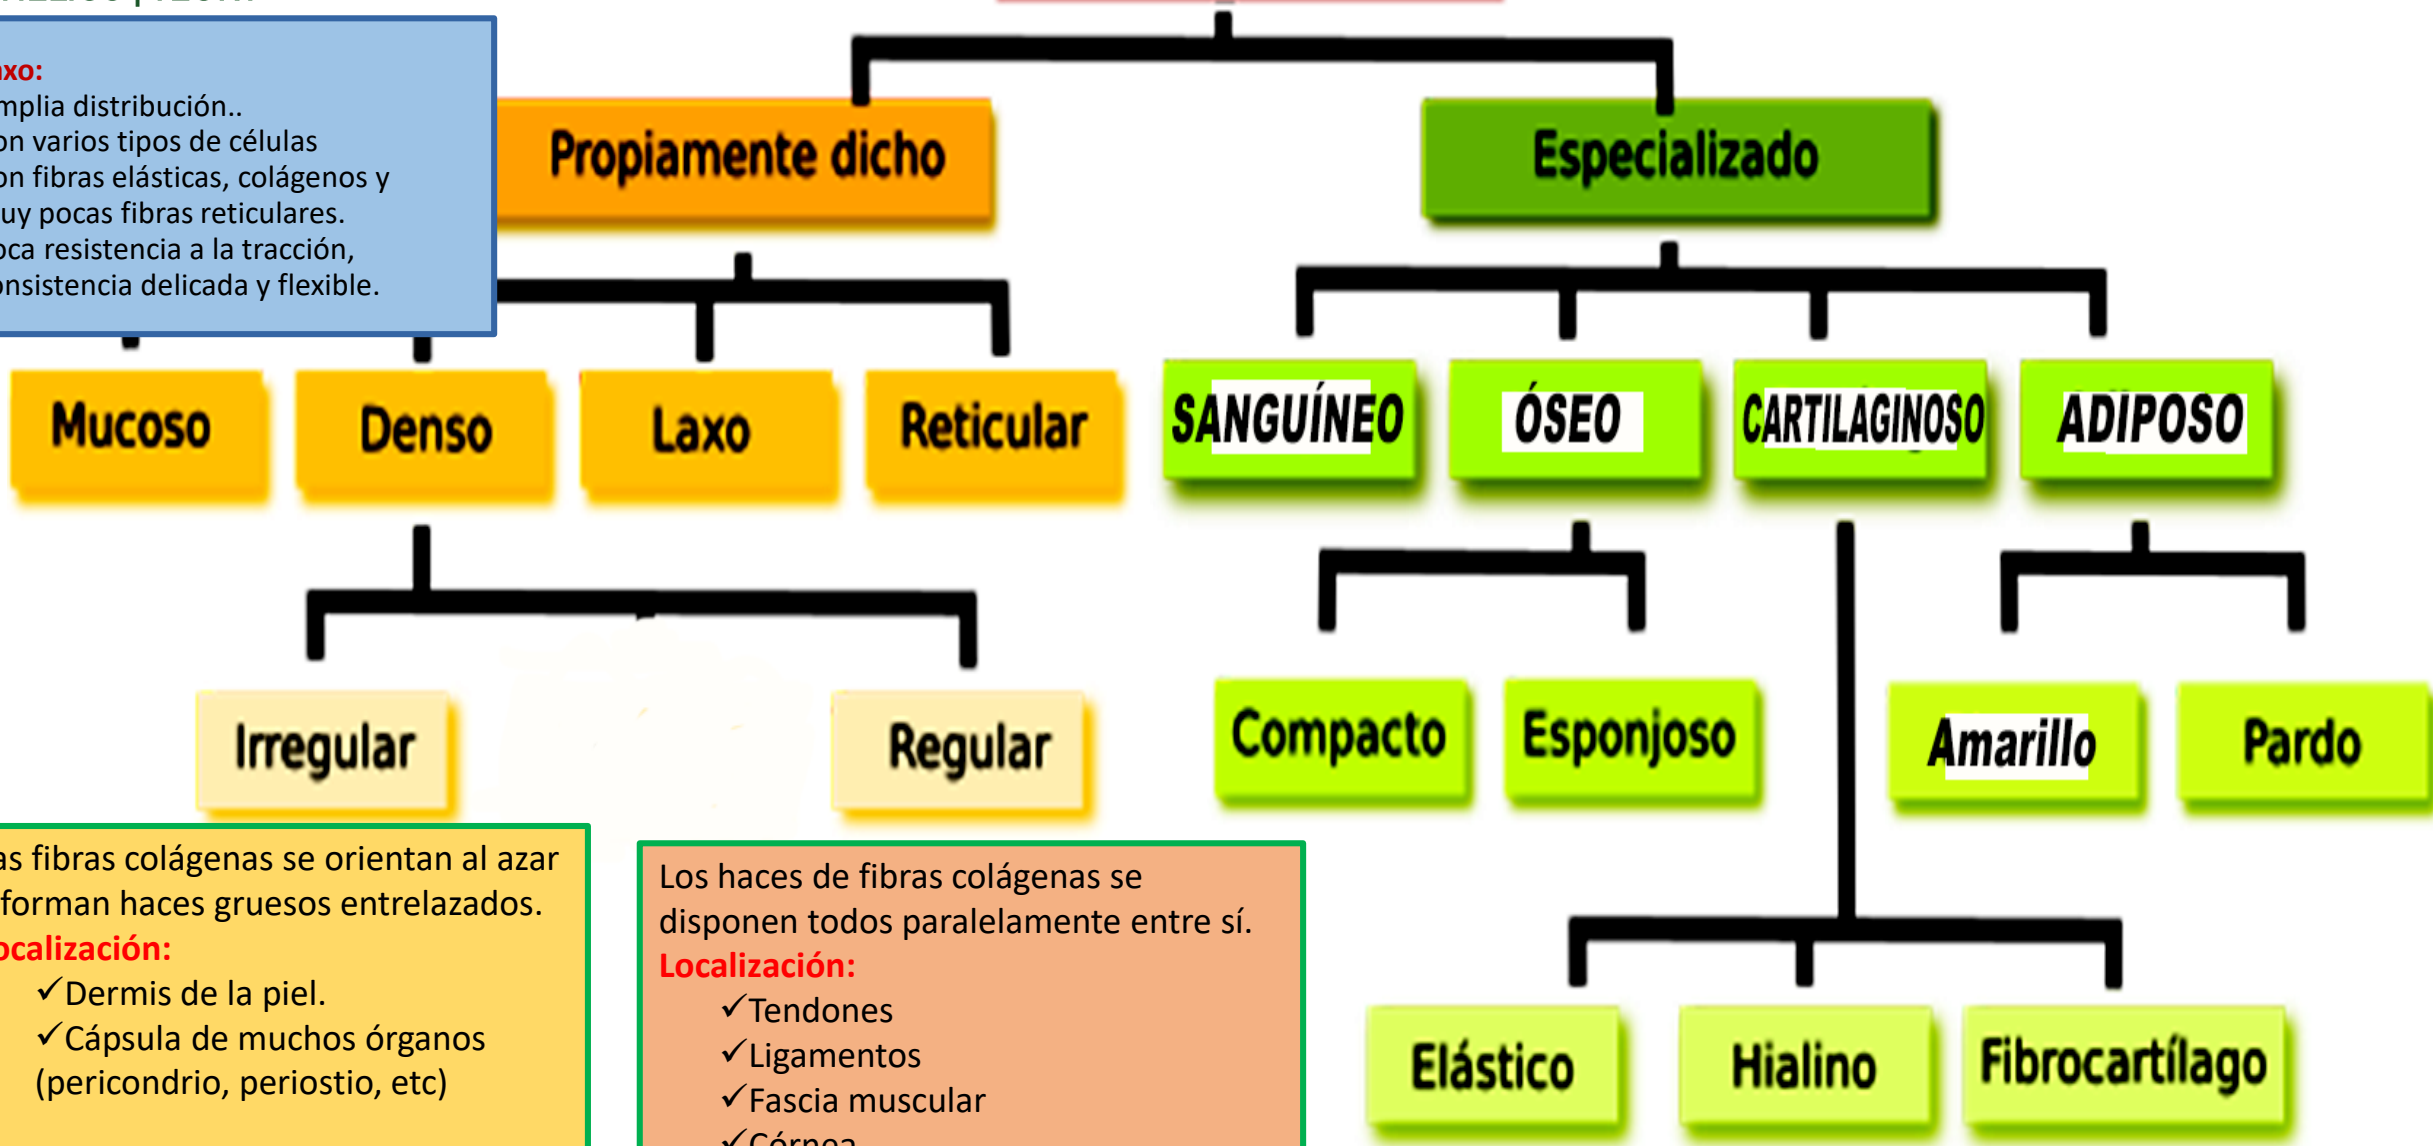 axo:
mplia distribución..
on varios tipos de células
on fibras elásticas, colágenos y
uy pocas fibras reticulares.
oca resistencia a la tracción,
onsistencia delicada y flexible.
Propiamente dicho
Especializado
Mucoso
Denso
Laxo
Reticular
SANGUÍNEO
ÓSEO
CARTILAGINOSO
ADIPOSO
Irregular
Regular
Compacto
Esponjoso
Amarillo
Pardo
as fibras colágenas se orientan al azar
forman haces gruesos entrelazados.
ocalización:
✓Dermis de la piel.
✓Cápsula de muchos órganos
(pericondrio, periostio, etc)
Los haces de fibras colágenas se
disponen todos paralelamente entre sí.
Localización:
✓Tendones
✓Ligamentos
✓Fascia muscular
✓Córnea
Elástico
Hialino
Fibrocartílago